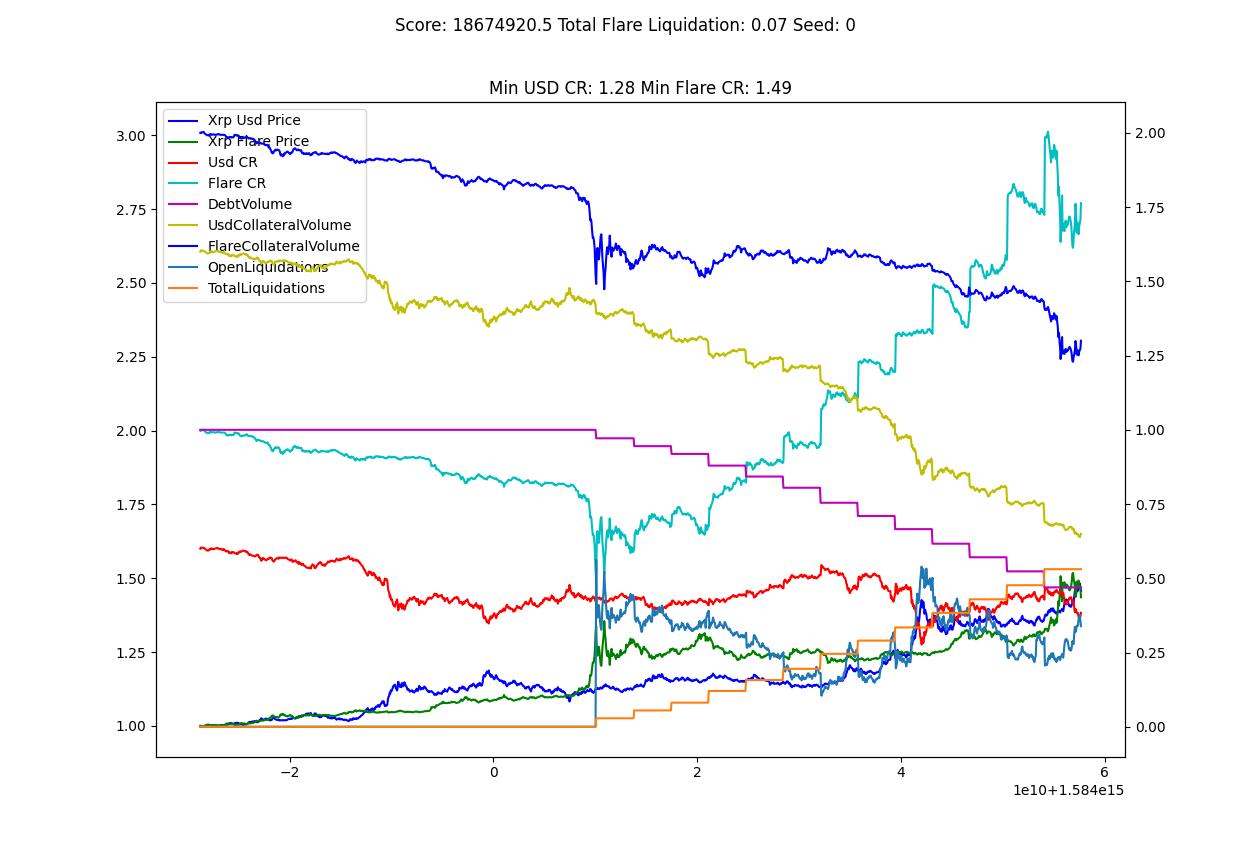 Score: 18674920.5 Total Flare Liquidation: 0.07 Seed: 0
Min USD CR: 1.28 Min Flare CR: 1.49
Xrp Usd Price
Xrp Flare Price
Usd CR
Flare CR
DebtVolume
UsdCollateralVolume
FlareCollateralVolume
OpenLiquidations
TotalLiquidations
3.00
2.75
2.50
2.25
2.00
1.75
1.50
1.25
1.00
2.00
1.75
1.50
1.25
1.00
0.75
0.50
0.25
0.00
−2 0 2 4 6
1e10+1.584e15